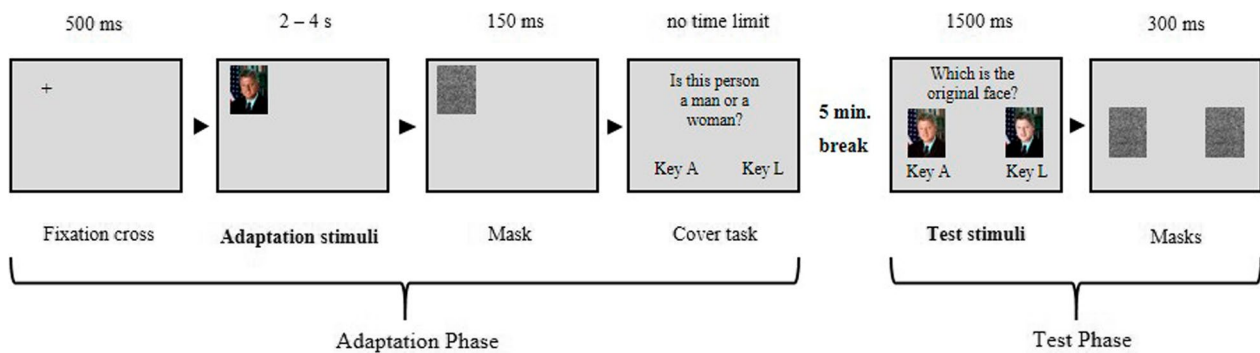 500 ms
2 – 4 s
150 ms
no time limit
1500 ms
300 ms
+
Is this person
a man or a
woman?
Key A
Key L
5 min.
break
Which is the
original face?
Key A
Key L
Fixation cross
Adaptation stimuli
Mask
Cover task
Test stimuli
Masks
Adaptation Phase
Test Phase